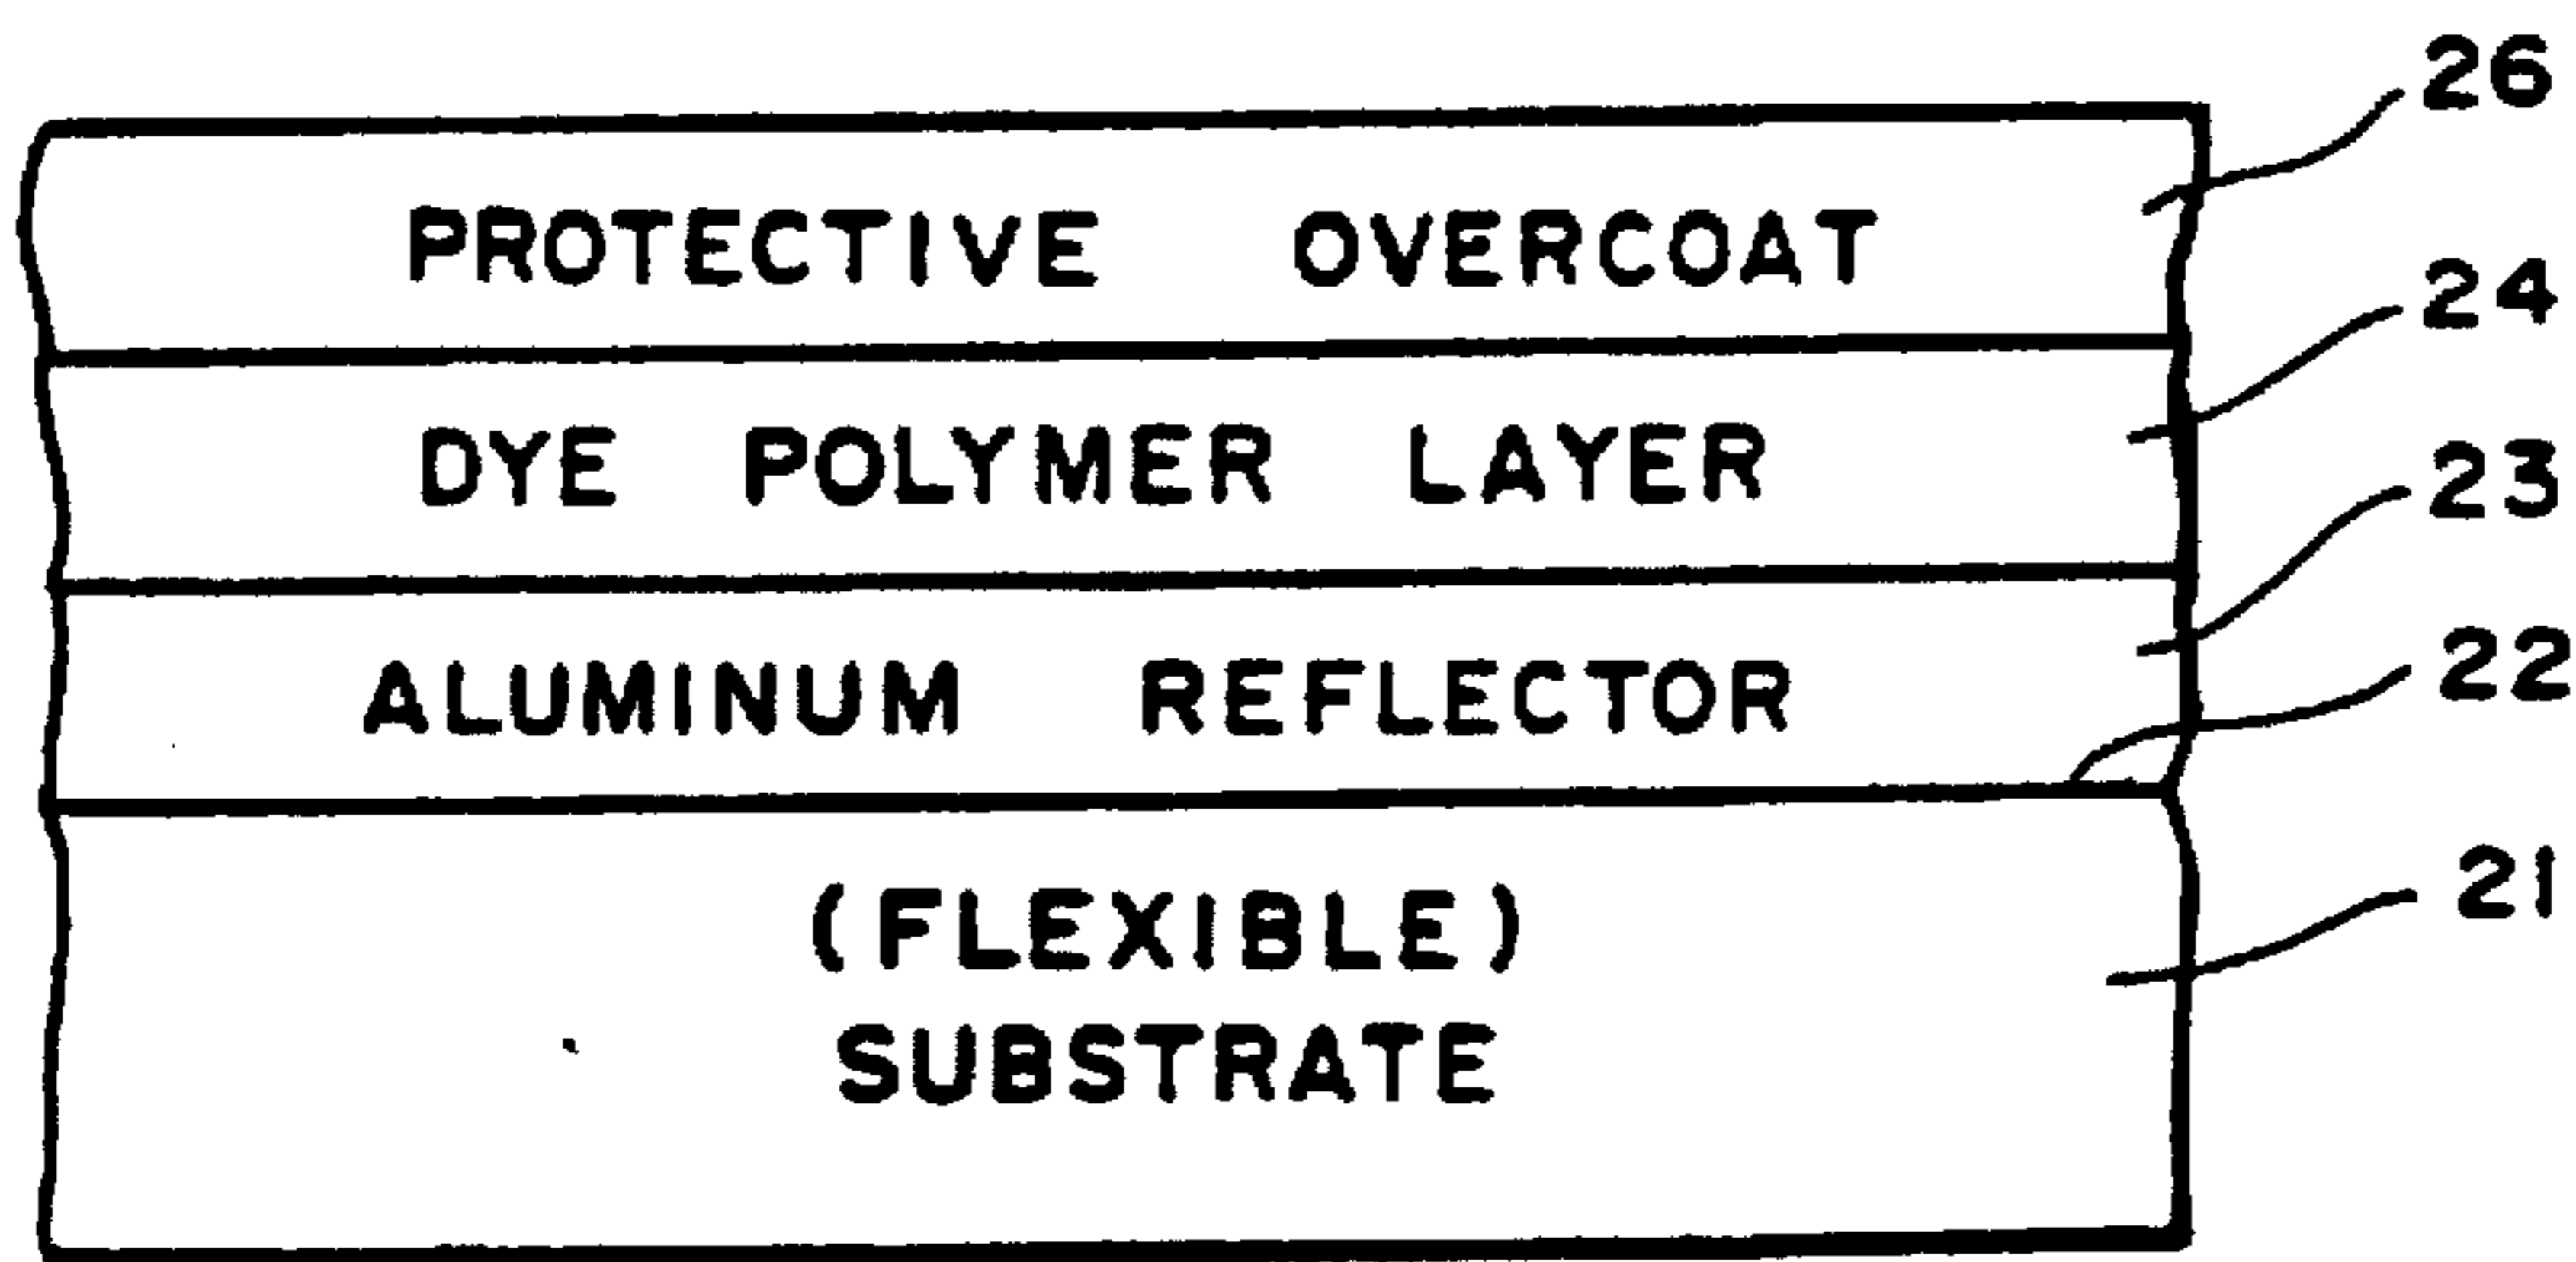 26
PROTECTIVE OVERCOAT
24
DYE POLYMER LAYER
23
ALUMINUM REFLECTOR
22
21
(FLEXIBLE)
SUBSTRATE